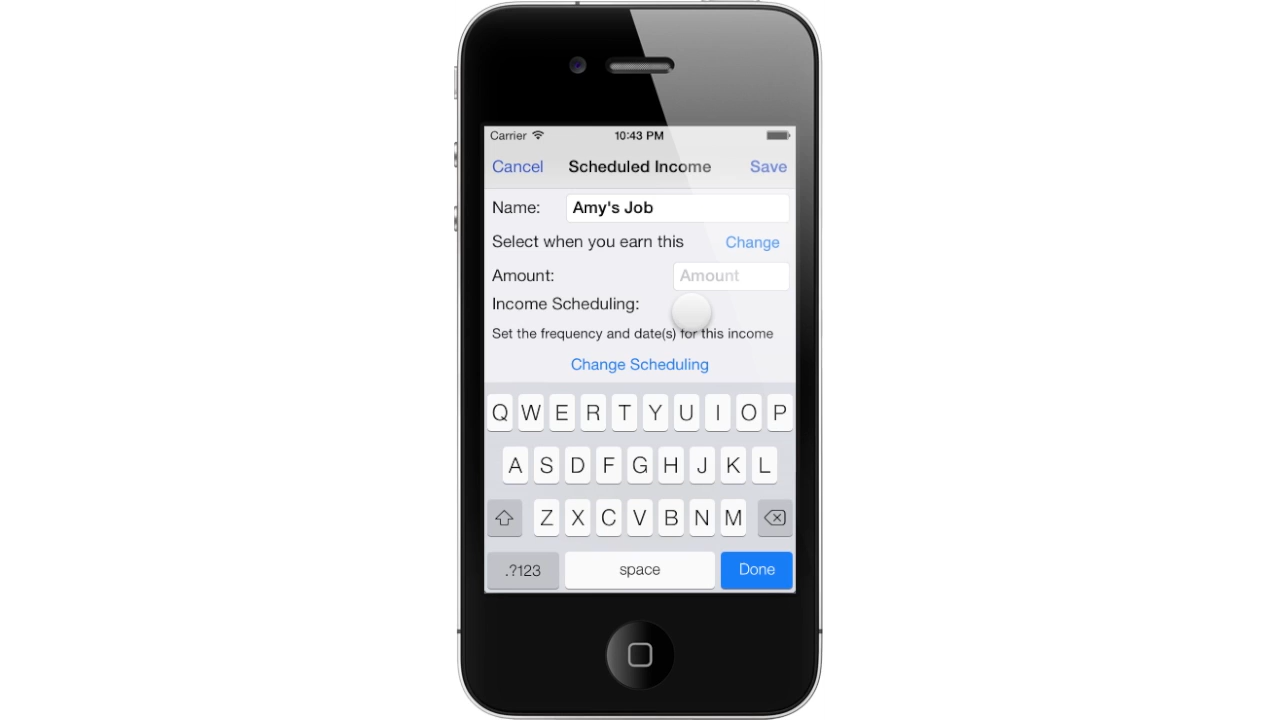 Carrier 10:43 PM
Cancel Scheduled Income Save
Name: Amy's Job
Select when you earn this Change
Amount: Amount
Income Scheduling:
Set the frequency and date(s) for this income
Change Scheduling
Q W E R T Y U I O P
A S D F G H J K L
Z X C V B N M
.?123 space Done